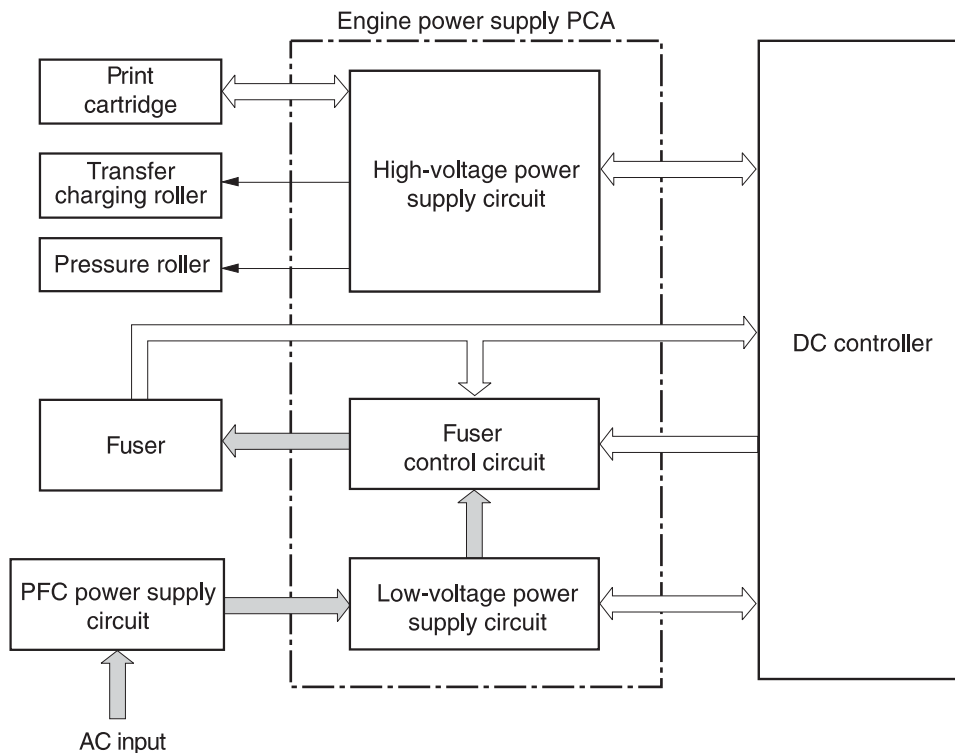 Engine power supply PCA
Print
cartridge
Transfer
charging roller
Pressure roller
High-voltage power
supply circuit
DC controller
Fuser
Fuser
control circuit
PFC power supply
circuit
Low-voltage power
supply circuit
AC input